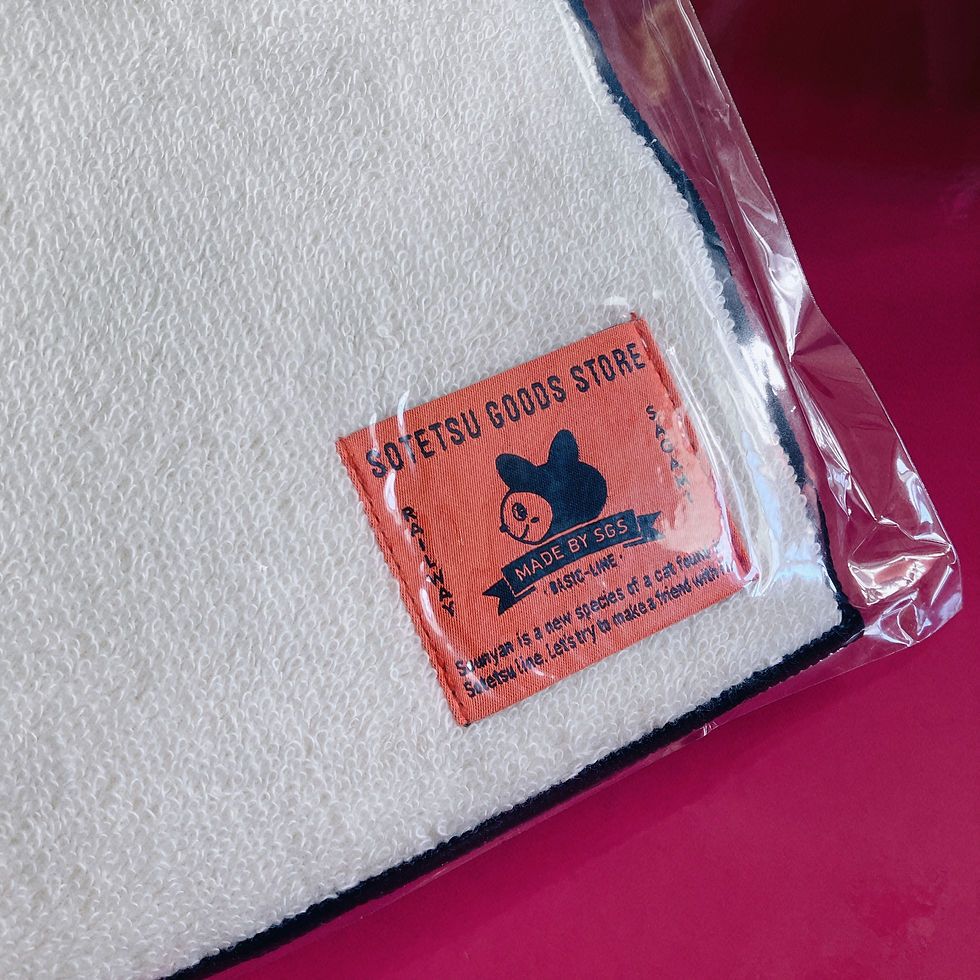 SOTETSU GOODS STORE
RAILWAY
SAGAMI
MADE BY SGS
BASIC-LINE
Sounyan is a new species of a cat found
Sotetsu line. Let's try to make a friend with